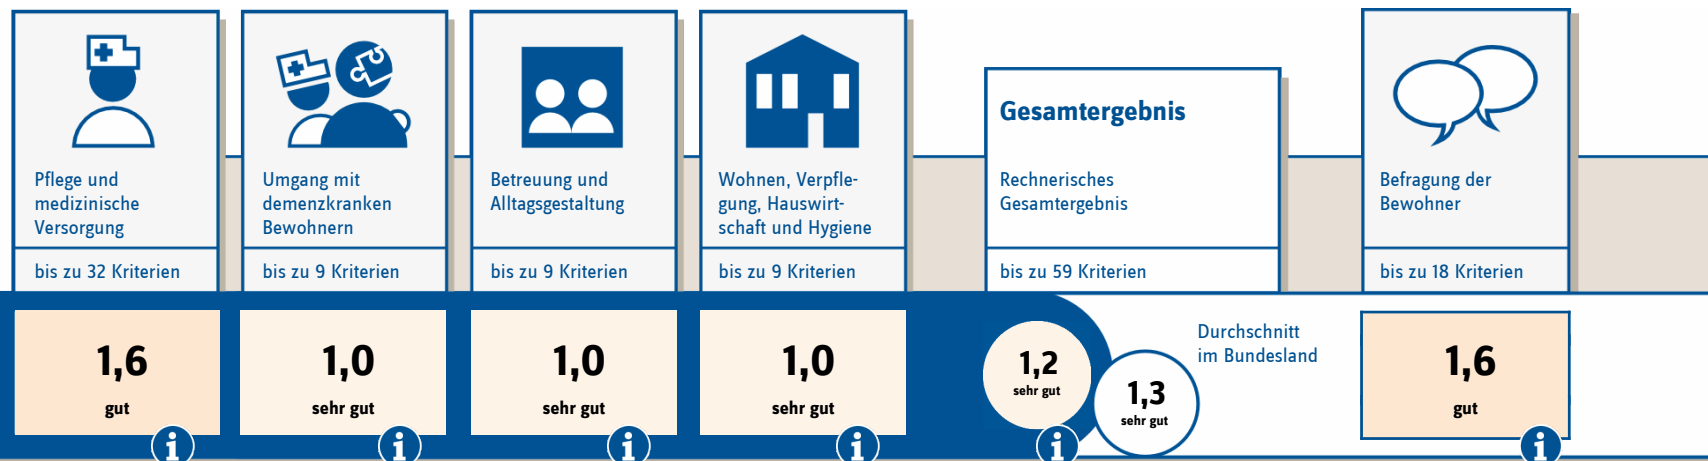 Pflege und
medizinische
Versorgung
bis zu 32 Kriterien
1,6
gut
Umgang mit
demenzkranken
Bewohnern
bis zu 9 Kriterien
1,0
sehr gut
Betreuung und
Alltagsgestaltung
bis zu 9 Kriterien
1,0
sehr gut
Wohnen, Verpfle-
gung, Hauswirt-
schaft und Hygiene
bis zu 9 Kriterien
1,0
sehr gut
Gesamtergebnis
Rechnerisches
Gesamtergebnis
bis zu 59 Kriterien
1,2
sehr gut
Durchschnitt
im Bundesland
1,3
sehr gut
Befragung der
Bewohner
bis zu 18 Kriterien
1,6
gut